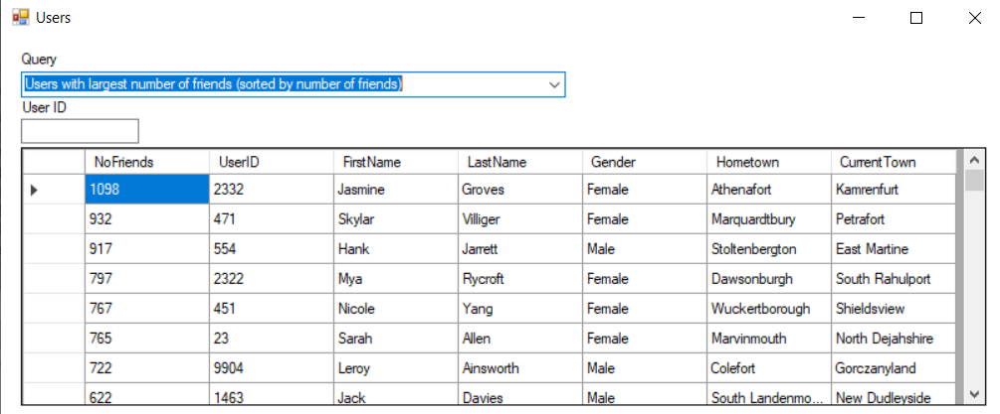 Users
Query
Users with largest number of friends (sorted by number of friends)
User ID
NoFriends UserID FirstName LastName Gender Hometown CurrentTown
1098 2332 Jasmine Groves Female Athenafort Kamrenfurt
932 471 Skylar Villiger Female Marquardtbury Petrafort
917 554 Hank Jarrett Male Stoltenbergton East Martine
797 2322 Mya Rycroft Female Dawsonburgh South Rahulport
767 451 Nicole Yang Female Wuckertborough Shieldsview
765 23 Sarah Allen Female Marvinmouth North Dejahshire
722 9904 Leroy Ainsworth Male Colefort Gorczanyland
622 1463 Jack Davies Male South Landenmo... New Dudleyside